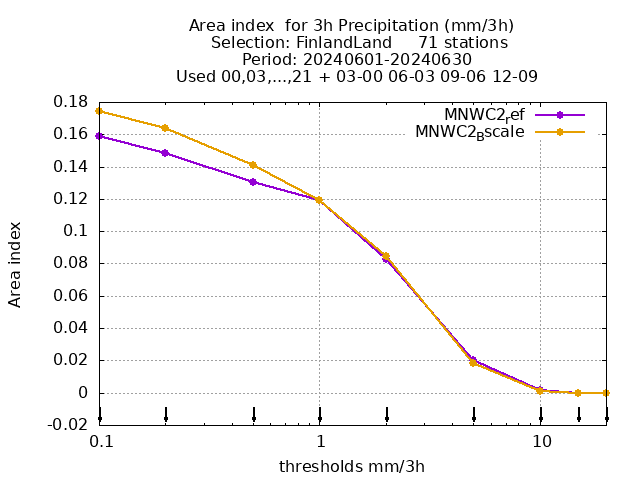 Area index  for 3h Precipitation (mm/3h)
Selection: FinlandLand     71 stations
Period: 20240601-20240630
Used 00,03,...,21 + 03-00 06-03 09-06 12-09
MNWC2ref
MNWC2Bscale
0.18
0.16
0.14
0.12
0.1
0.08
0.06
0.04
0.02
0
-0.02
Area index
0.1 1 10
thresholds mm/3h